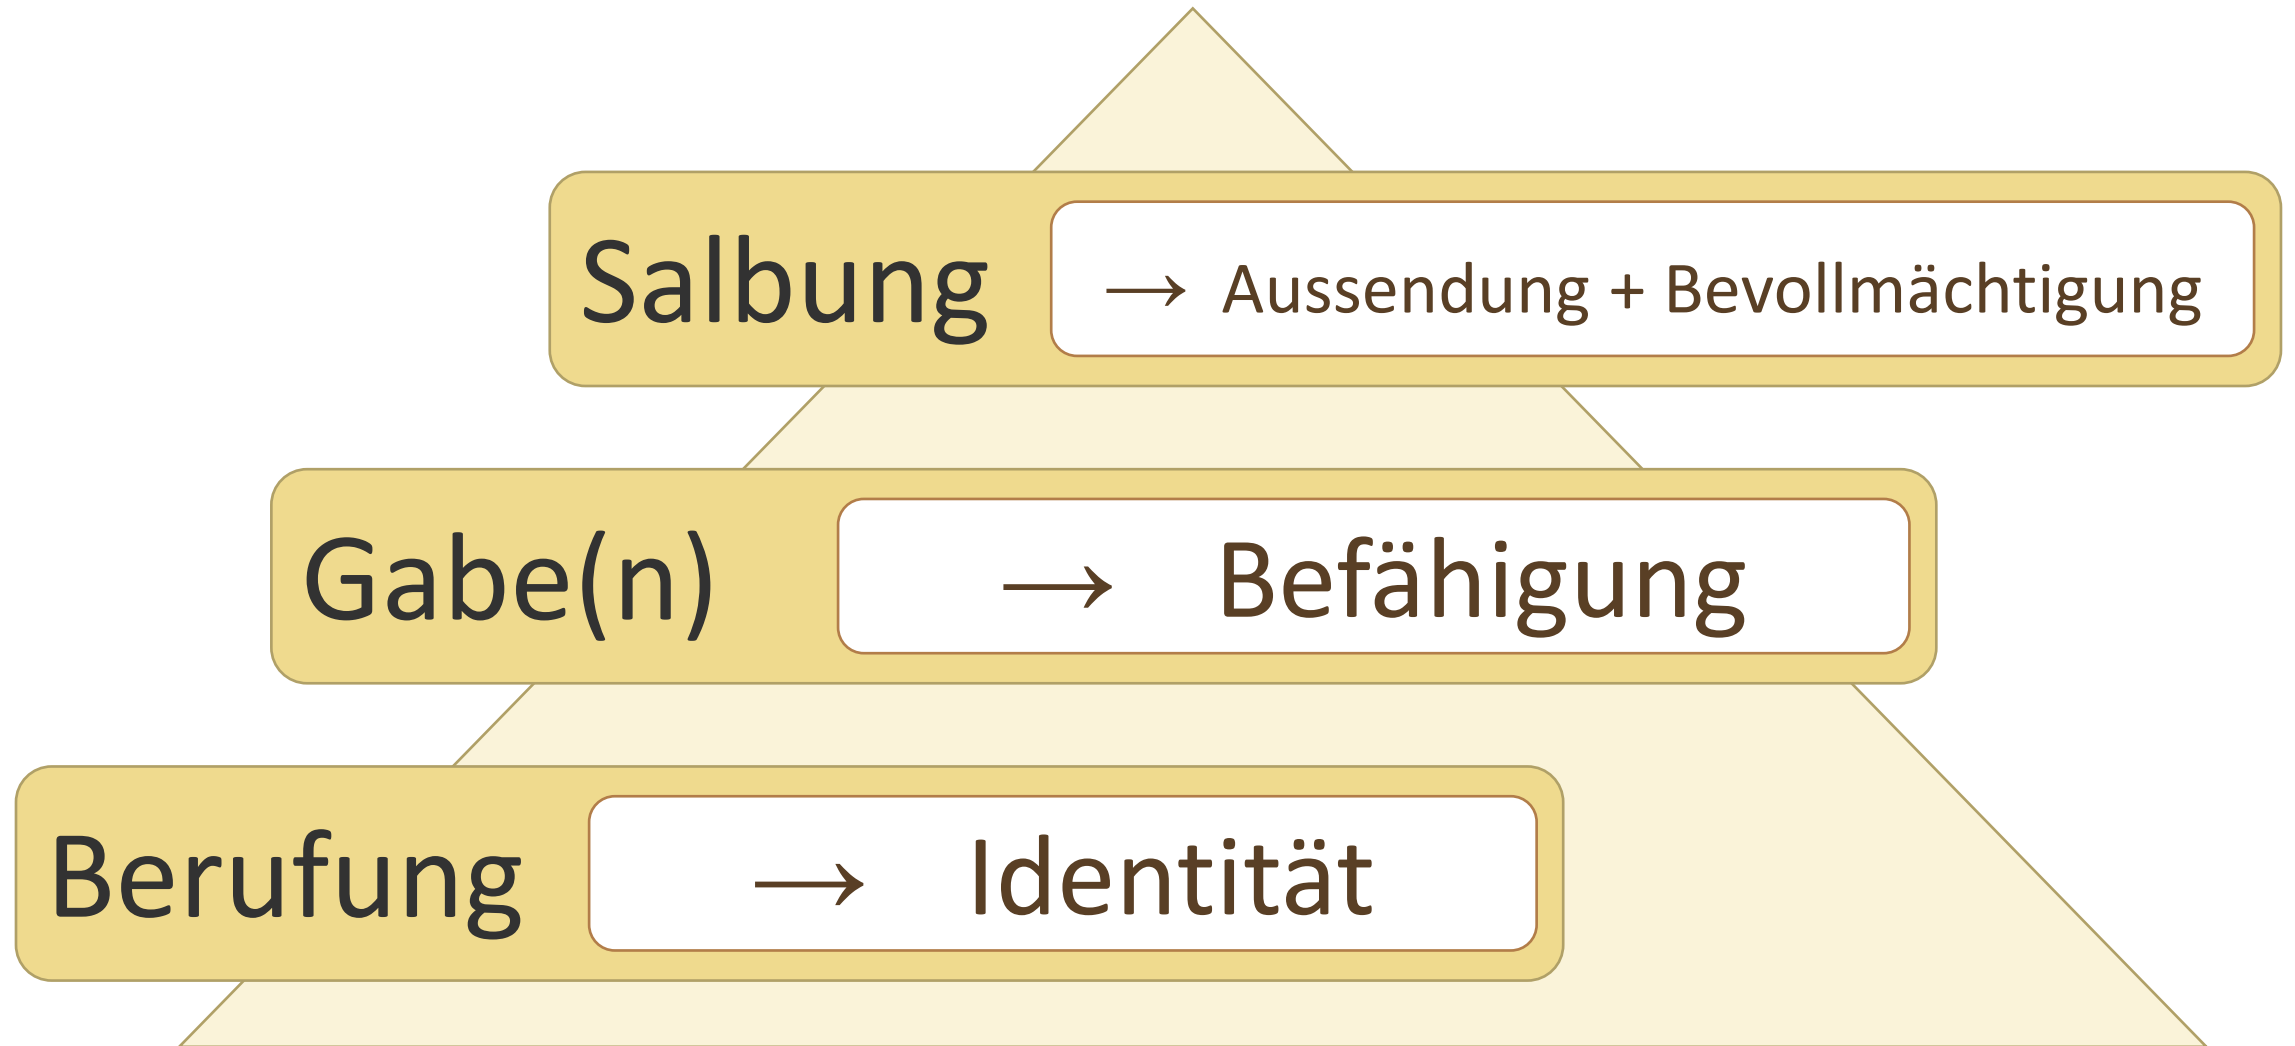 Salbung → Aussendung + Bevollmächtigung
Gabe(n) → Befähigung
Berufung → Identität